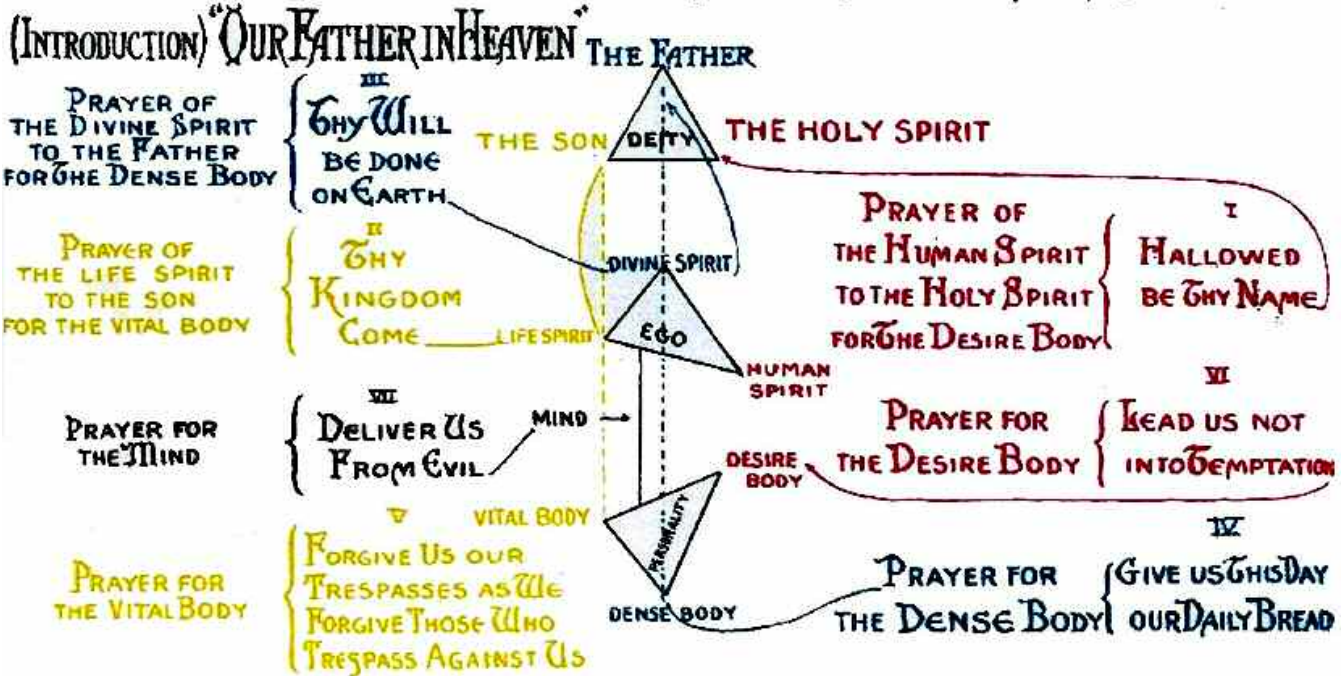 (INTRODUCTION) "OUR FATHER IN HEAVEN"
THE FATHER
PRAYER OF
THE DIVINE SPIRIT
TO THE FATHER
FOR THE DENSE BODY
III
THY WILL
BE DONE
ON EARTH
THE SON
DEITY
THE HOLY SPIRIT
PRAYER OF
THE HUMAN SPIRIT
TO THE HOLY SPIRIT
FOR THE DESIRE BODY
I
HALLOWED
BE THY NAME
PRAYER OF
THE LIFE SPIRIT
TO THE SON
FOR THE VITAL BODY
II
THY
KINGDOM
COME
DIVINE SPIRIT
LIFE SPIRIT
EGO
HUMAN
SPIRIT
PRAYER FOR
THE MIND
VII
DELIVER US
FROM EVIL
MIND
PRAYER FOR
THE DESIRE BODY
VI
LEAD US NOT
INTO TEMPTATION
DESIRE
BODY
VITAL BODY
PERSONALITY
DENSE BODY
PRAYER FOR
THE VITAL BODY
V
FORGIVE US OUR
TRESPASSES AS WE
FORGIVE THOSE WHO
TRESPASS AGAINST US
PRAYER FOR
THE DENSE BODY
IV
GIVE US THIS DAY
OUR DAILY BREAD